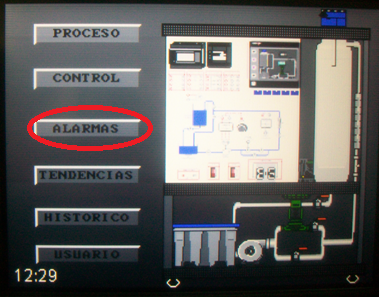 PROCESO
CONTROL
ALARMAS
TENDENCIAS
HISTORICO
USUARIO
12:29